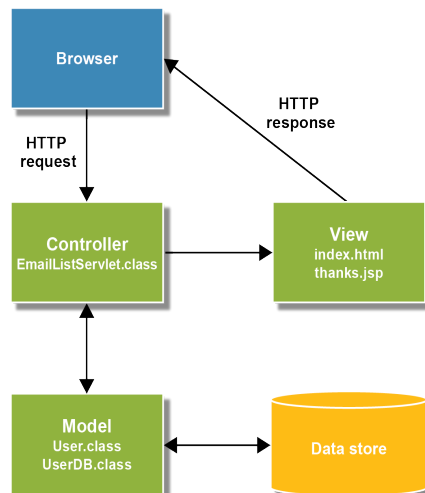 Browser
HTTP
response
HTTP
request
Controller
EmailListServlet.class
View
index.html
thanks.jsp
Model
User.class
UserDB.class
Data store